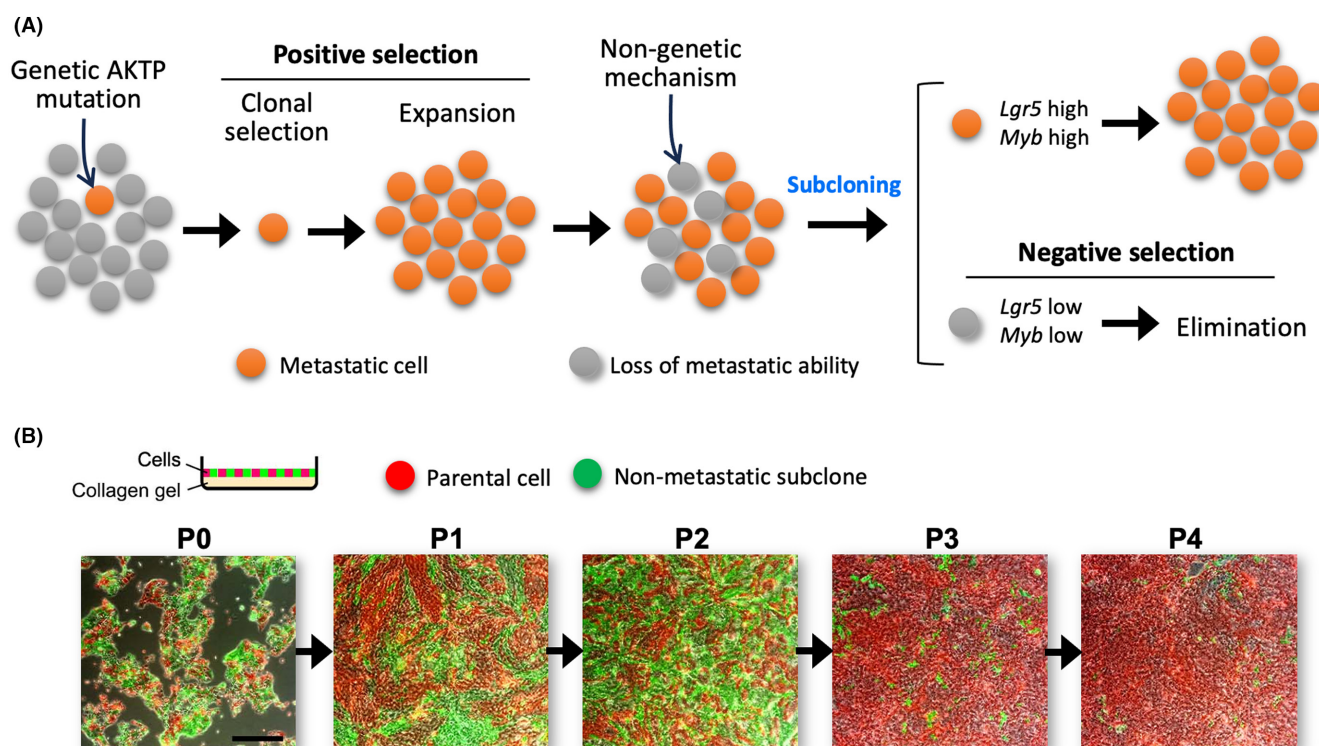 (A)
Genetic AKTP
mutation
Positive selection
Clonal
selection
Expansion
Non-genetic
mechanism
Subcloning
Lgr5 high
Myb high
Negative selection
Lgr5 low
Myb low
Elimination
Metastatic cell
Loss of metastatic ability
(B)
Cells
Collagen gel
Parental cell
Non-metastatic subclone
P0
P1
P2
P3
P4